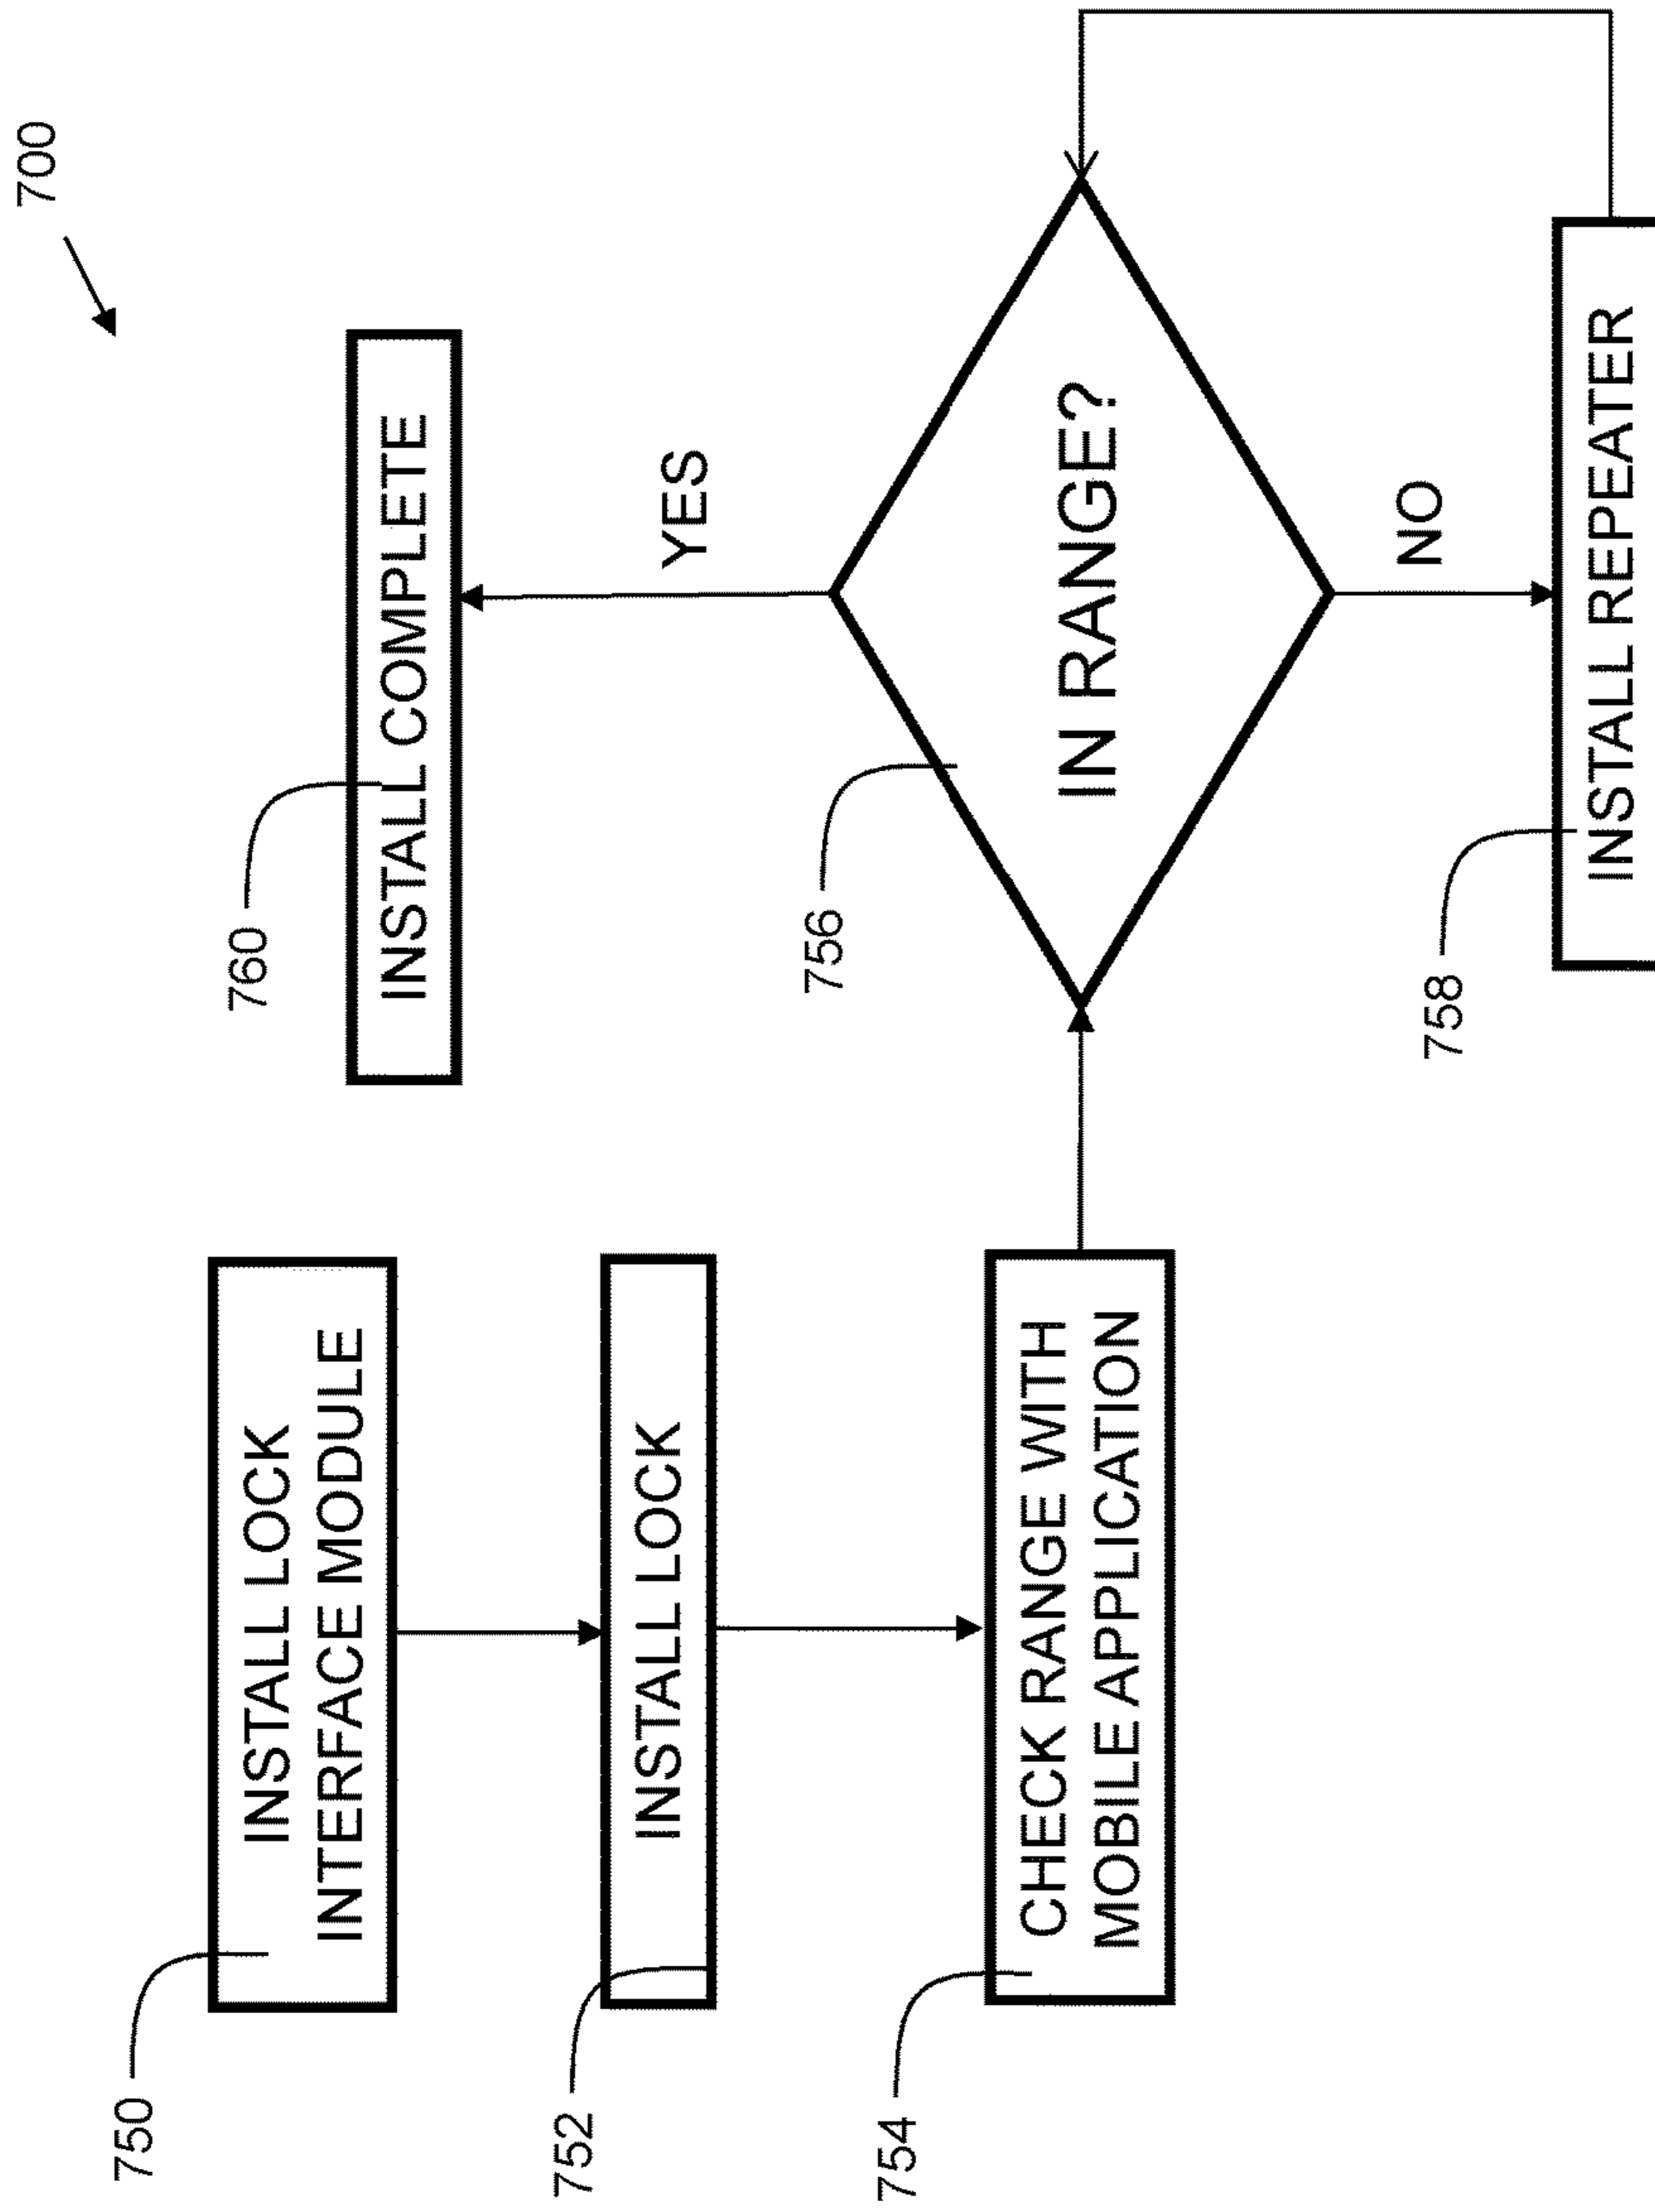 700
750
INSTALL LOCK
INTERFACE MODULE
752
INSTALL LOCK
754
CHECK RANGE WITH
MOBILE APPLICATION
756
IN RANGE?
YES
760
INSTALL COMPLETE
NO
758
INSTALL REPEATER